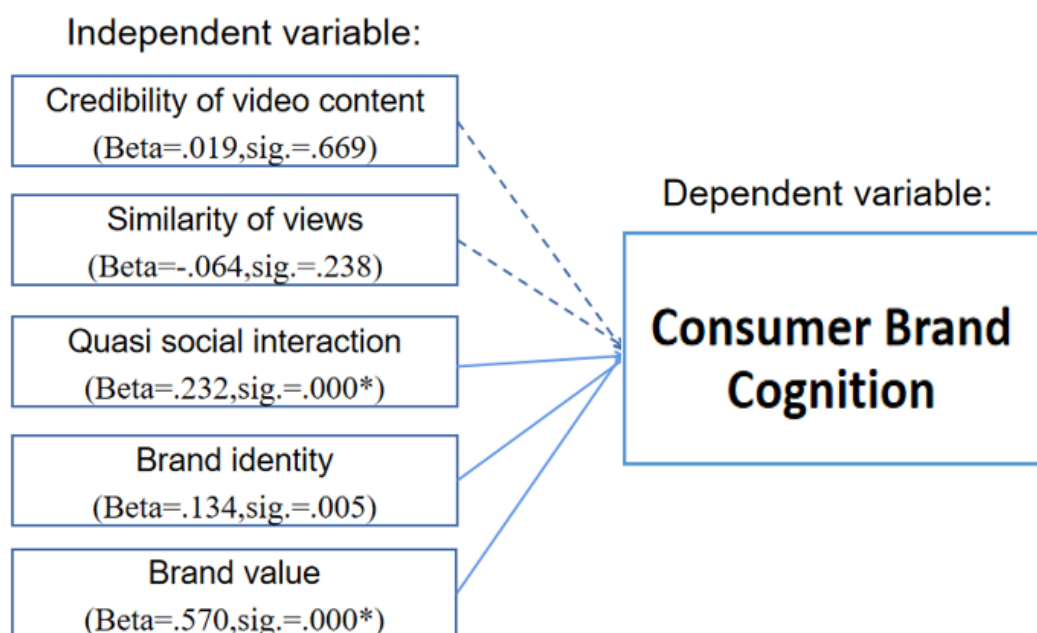 Independent variable:
Credibility of video content
(Beta=.019,sig.=.669)
Similarity of views
(Beta=-.064,sig.=.238)
Quasi social interaction
(Beta=.232,sig.=.000*)
Brand identity
(Beta=.134,sig.=.005)
Brand value
(Beta=.570,sig.=.000*)
Dependent variable:
Consumer Brand
Cognition